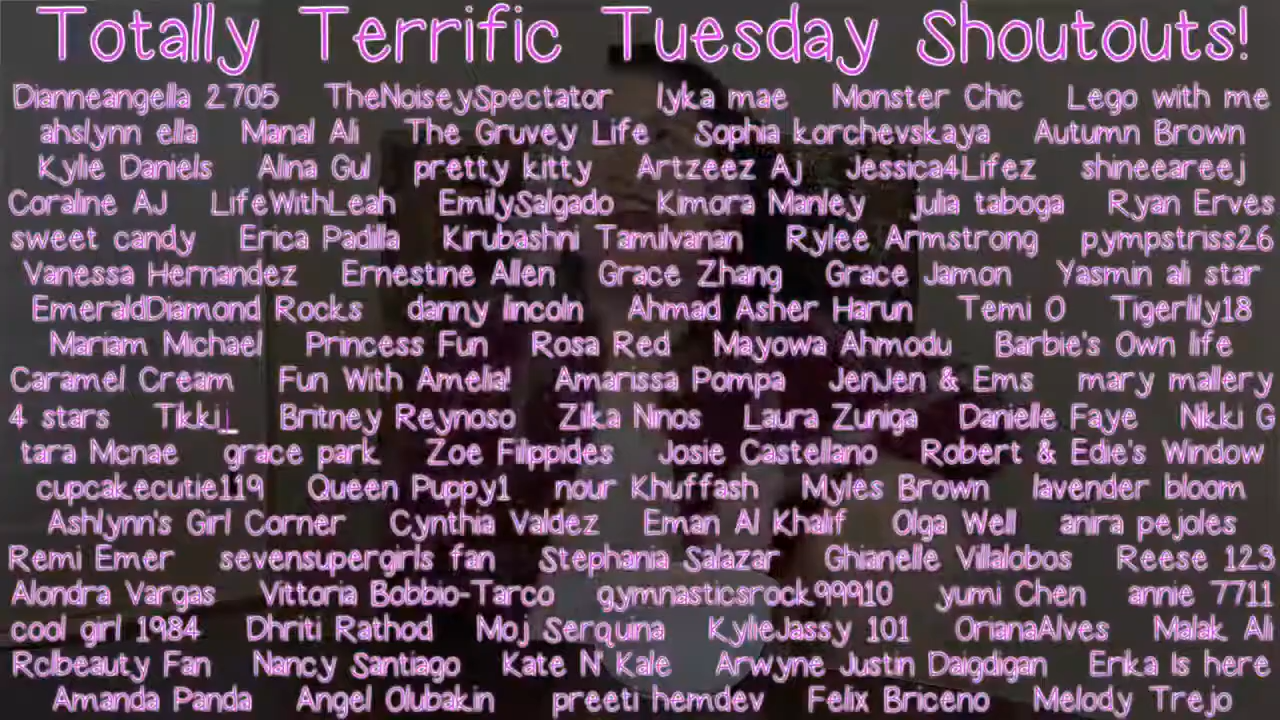 Totally Terrific Tuesday Shoutouts!
Dianneangella 2705 TheNoiseySpectator lyka mae Monster Chic Lego with me
ahslynn ella Manal Ali The Gruvey Life Sophia korchevskaya Autumn Brown
Kylie Daniels Alina Gul pretty kitty Artzeez Aj Jessica4Lifez shineeareej
Coraline AJ LifeWithLeah EmilySalgado Kimora Manley julia taboga Ryan Erves
sweet candy Erica Padilla Kirubashni Tamilvanan Rylee Armstrong pympstriss26
Vanessa Hernandez Ernestine Allen Grace Zhang Grace Jamon Yasmin ali star
EmeraldDiamond Rocks danny lincoln Ahmad Asher Harun Temi O Tigerlily18
Mariam Michael Princess Fun Rosa Red Mayowa Ahmodu Barbie's Own life
Caramel Cream Fun With Amelia! Amarissa Pompa JenJen & Ems mary mallery
4 stars Tikkij_ Britney Reynoso Zilka Ninos Laura Zuniga Danielle Faye Nikki G
tara Mcnae grace park Zoe Filippides Josie Castellano Robert & Edie's Window
cupcakecutie119 Queen Puppy1 nour Khuffash Myles Brown lavender bloom
Ashlynn's Girl Corner Cynthia Valdez Eman Al Khalif Olga Well anira pejoles
Remi Emer sevensupergirls fan Stephania Salazar Ghianelle Villalobos Reese 123
Alondra Vargas Vittoria Bobbio-Tarco gymnasticsrock99910 yumi Chen annie 7711
cool girl 1984 Dhriti Rathod Moj Serquina KylieJassy 101 OrianaAlves Malak Ali
Rclbeauty Fan Nancy Santiago Kate N Kale Arwyne Justin Daigdigan Erika Is here
Amanda Panda Angel Olubakin preeti hemdev Felix Briceno Melody Trejo